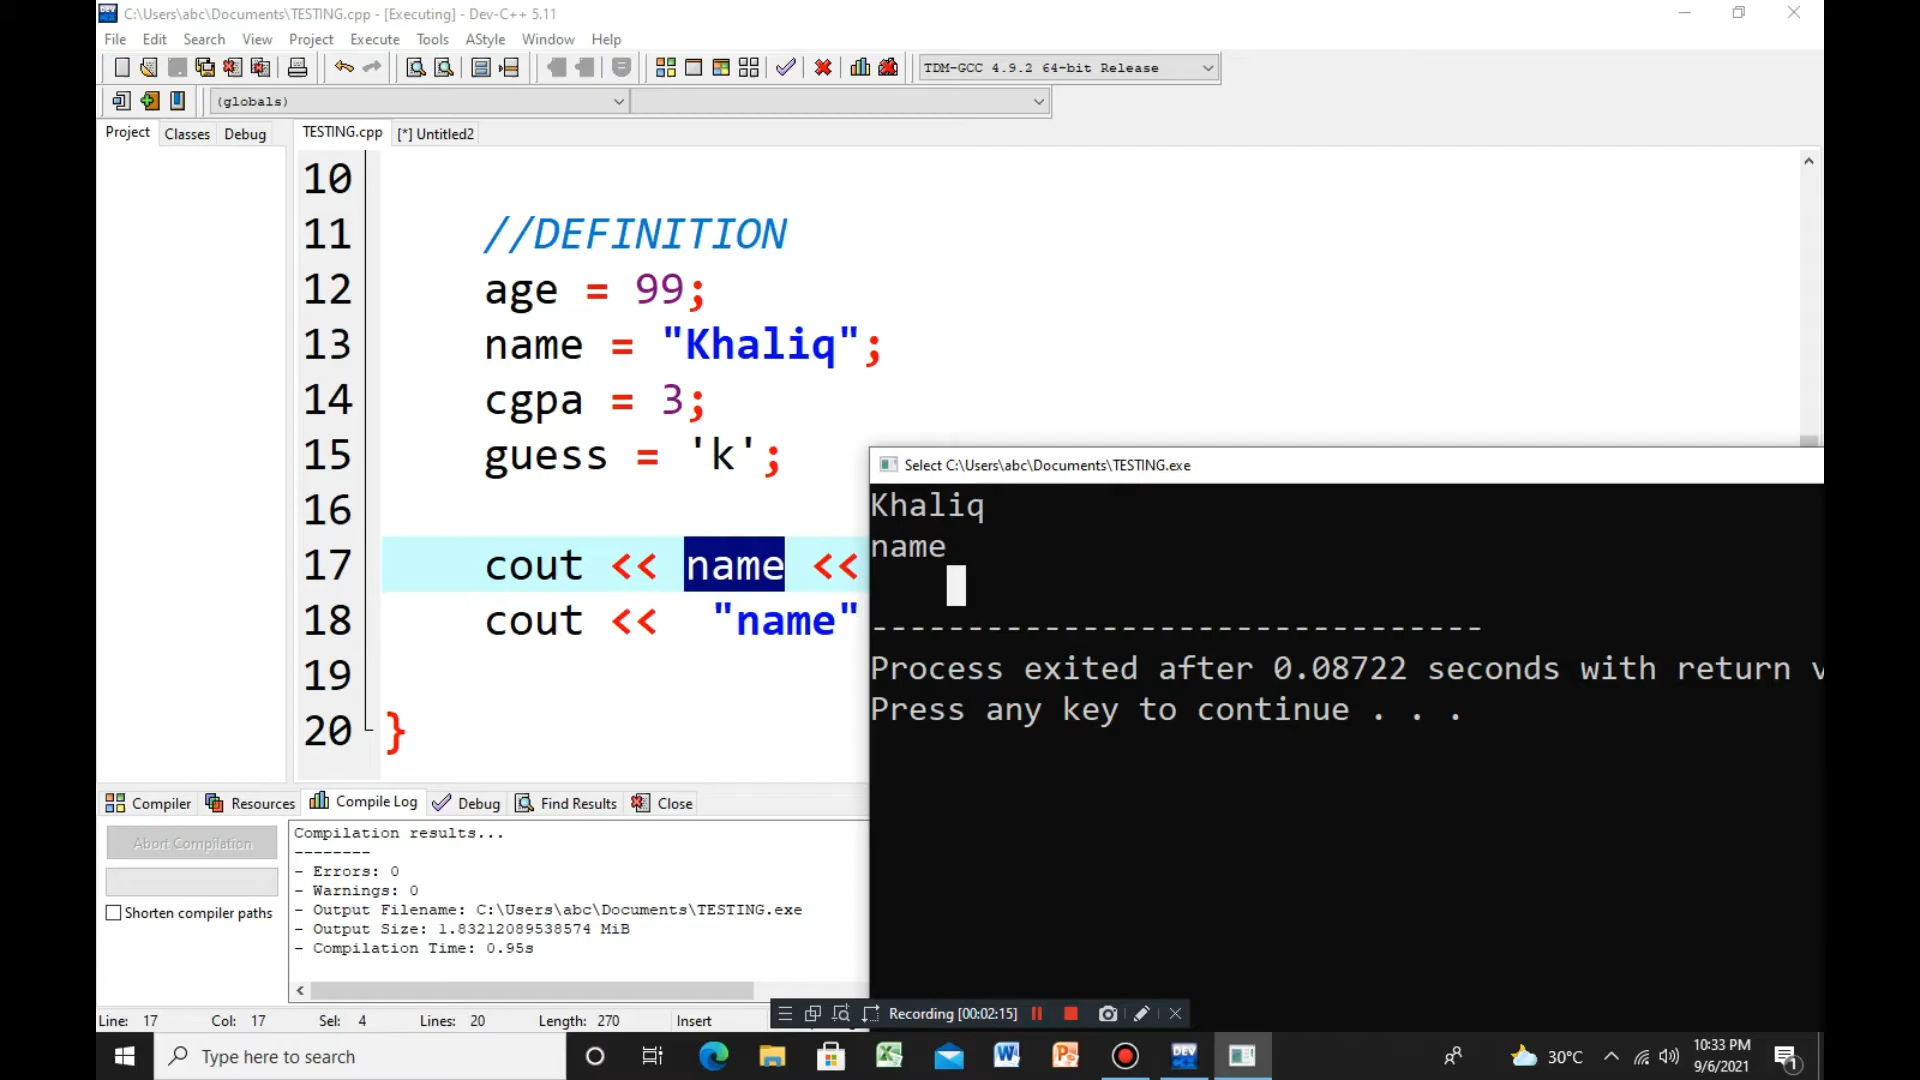 C:\Users\abc\Documents\TESTING.cpp - [Executing] - Dev-C++ 5.11
File Edit Search View Project Execute Tools AStyle Window Help
TDM-GCC 4.9.2 64-bit Release
(globals)
Project Classes Debug TESTING.cpp [*] Untitled2
10
11 //DEFINITION
12 age = 99;
13 name = "Khaliq";
14 cgpa = 3;
15 guess = 'k';
16
17 cout << name <<
18 cout << "name"
19
20 }
Select C:\Users\abc\Documents\TESTING.exe
Khaliq
name
--------------------------------
Process exited after 0.08722 seconds with return v
Press any key to continue . . .
Compiler Resources Compile Log Debug Find Results Close
Abort Compilation
Shorten compiler paths
Compilation results...
--------
- Errors: 0
- Warnings: 0
- Output Filename: C:\Users\abc\Documents\TESTING.exe
- Output Size: 1.83212089538574 MiB
- Compilation Time: 0.95s
Line: 17 Col: 17 Sel: 4 Lines: 20 Length: 270 Insert
Recording [00:02:15]
Type here to search
DEV
30°C
10:33 PM
9/6/2021
1